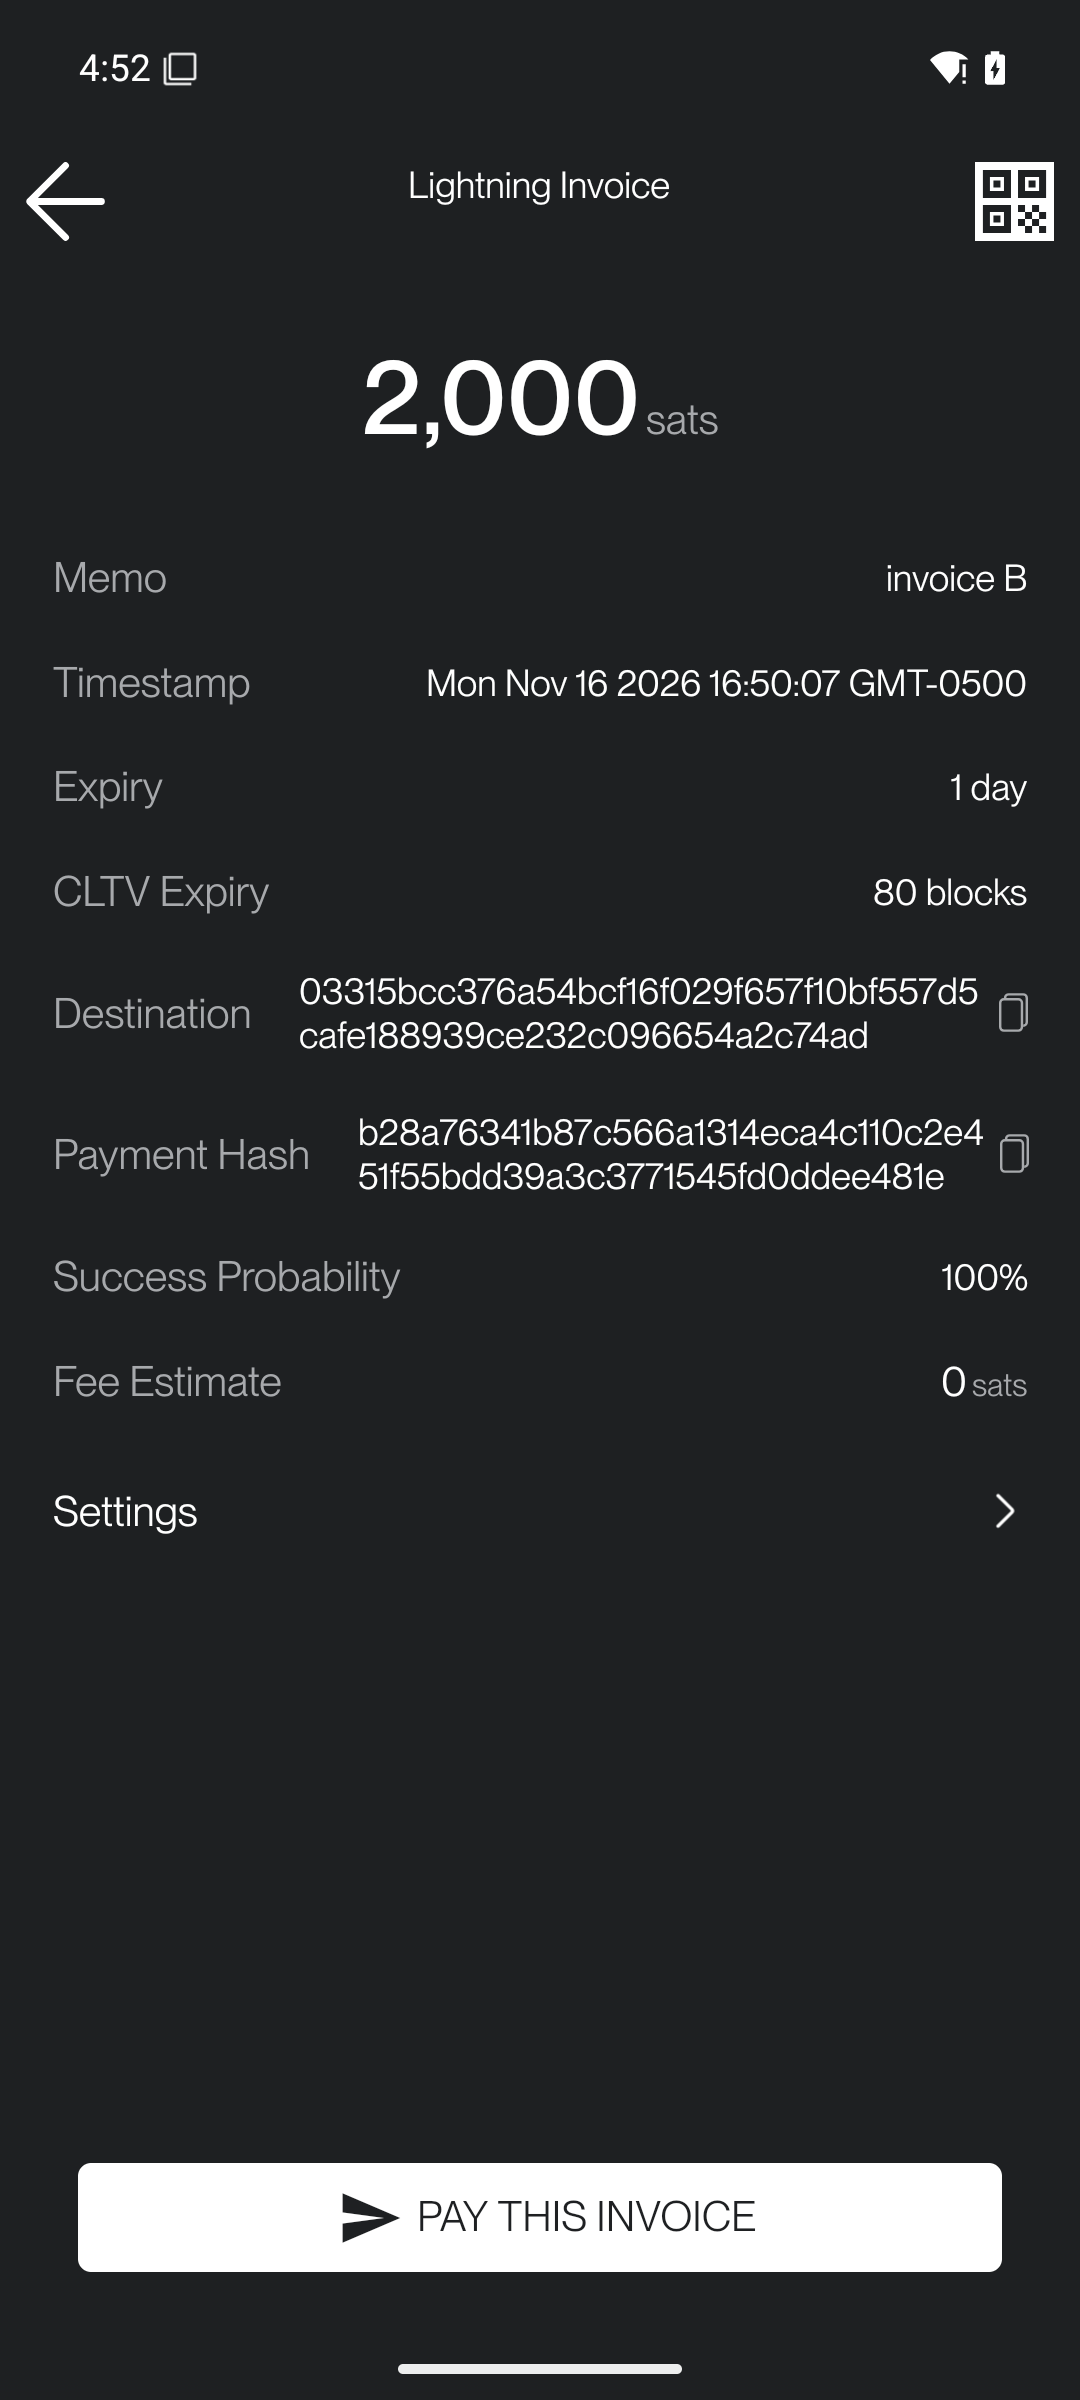 4:52
Lightning Invoice
2,000 sats
Memo invoice B
Timestamp Mon Nov 16 2026 16:50:07 GMT-0500
Expiry 1 day
CLTV Expiry 80 blocks
Destination 03315bcc376a54bcf16f029f657f10bf557d5
cafe188939ce232c096654a2c74ad
Payment Hash b28a76341b87c566a1314eca4c110c2e4
51f55bdd39a3c3771545fd0ddee481e
Success Probability 100%
Fee Estimate 0 sats
Settings
PAY THIS INVOICE